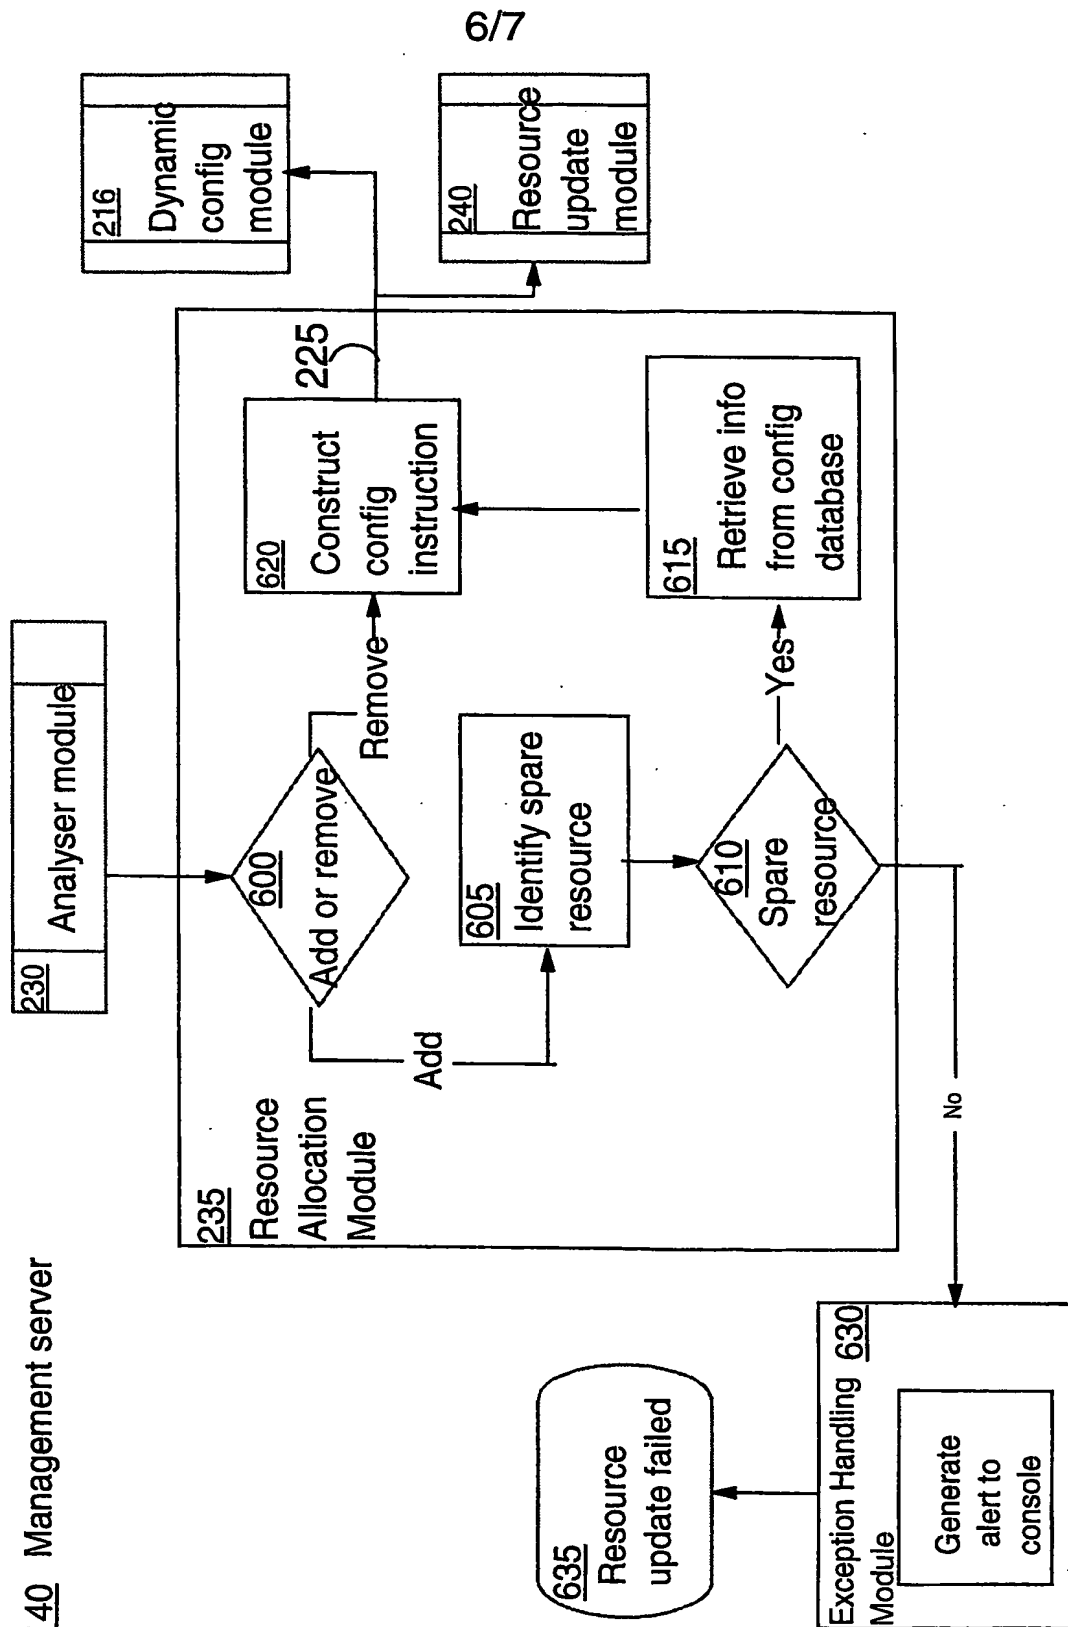 6/7
140 Management server
230
Analyser module
235 Resource
Allocation
Module
600
Add or remove
Add
Remove
605 Identify spare
resource
610
Spare
resource
Yes
No
615
Retrieve info
from config
database
620
Construct
config
instruction
225
216
Dynamic
config
module
240
Resource
update
module
Exception Handling 630
Module
Generate
alert to
console
635
Resource
update failed